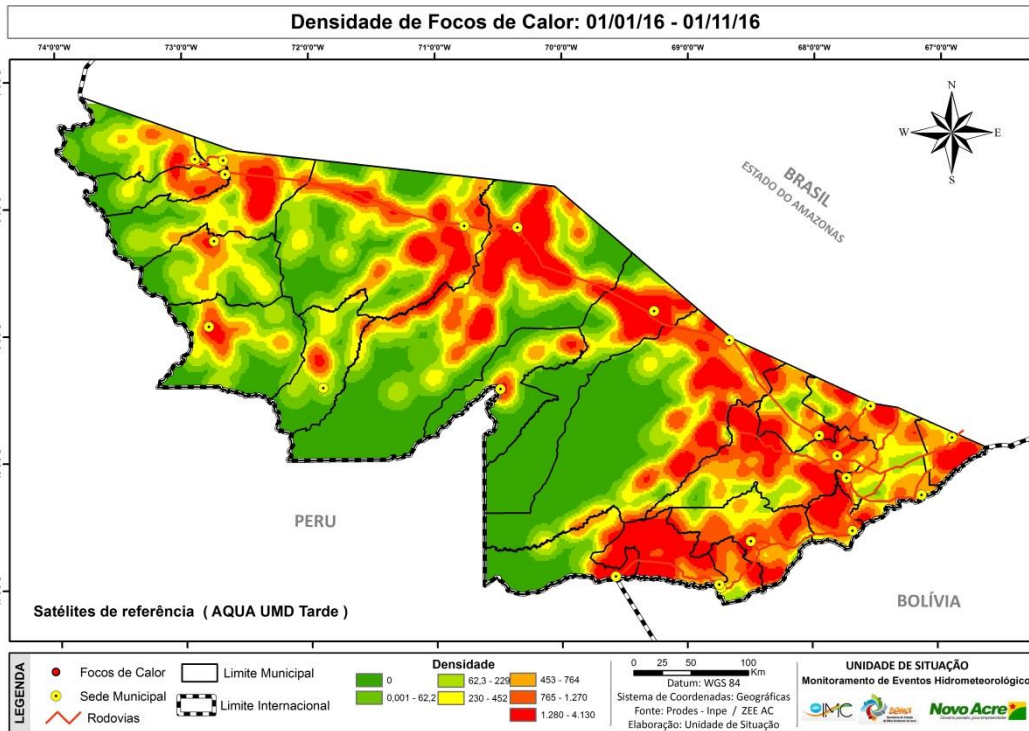 Densidade de Focos de Calor: 01/01/16 - 01/11/16
74°0'0"W 73°0'0"W 72°0'0"W 71°0'0"W 70°0'0"W 69°0'0"W 68°0'0"W 67°0'0"W
N
W E
S
BRASIL
ESTADO DO AMAZONAS
PERU
BOLÍVIA
Satélites de referência ( AQUA UMD Tarde )
LEGENDA
Focos de Calor
Sede Municipal
Rodovias
Limite Municipal
Limite Internacional
Densidade
0
0,001 - 62,2
62,3 - 229
230 - 452
453 - 764
765 - 1.270
1.280 - 4.130
0 25 50 100
Km
Datum: WGS 84
Sistema de Coordenadas: Geográficas
Fonte: Prodes - Inpe / ZEE AC
Elaboração: Unidade de Situação
UNIDADE DE SITUAÇÃO
Monitoramento de Eventos Hidrometeorológico
IMC
sema
Novo Acre